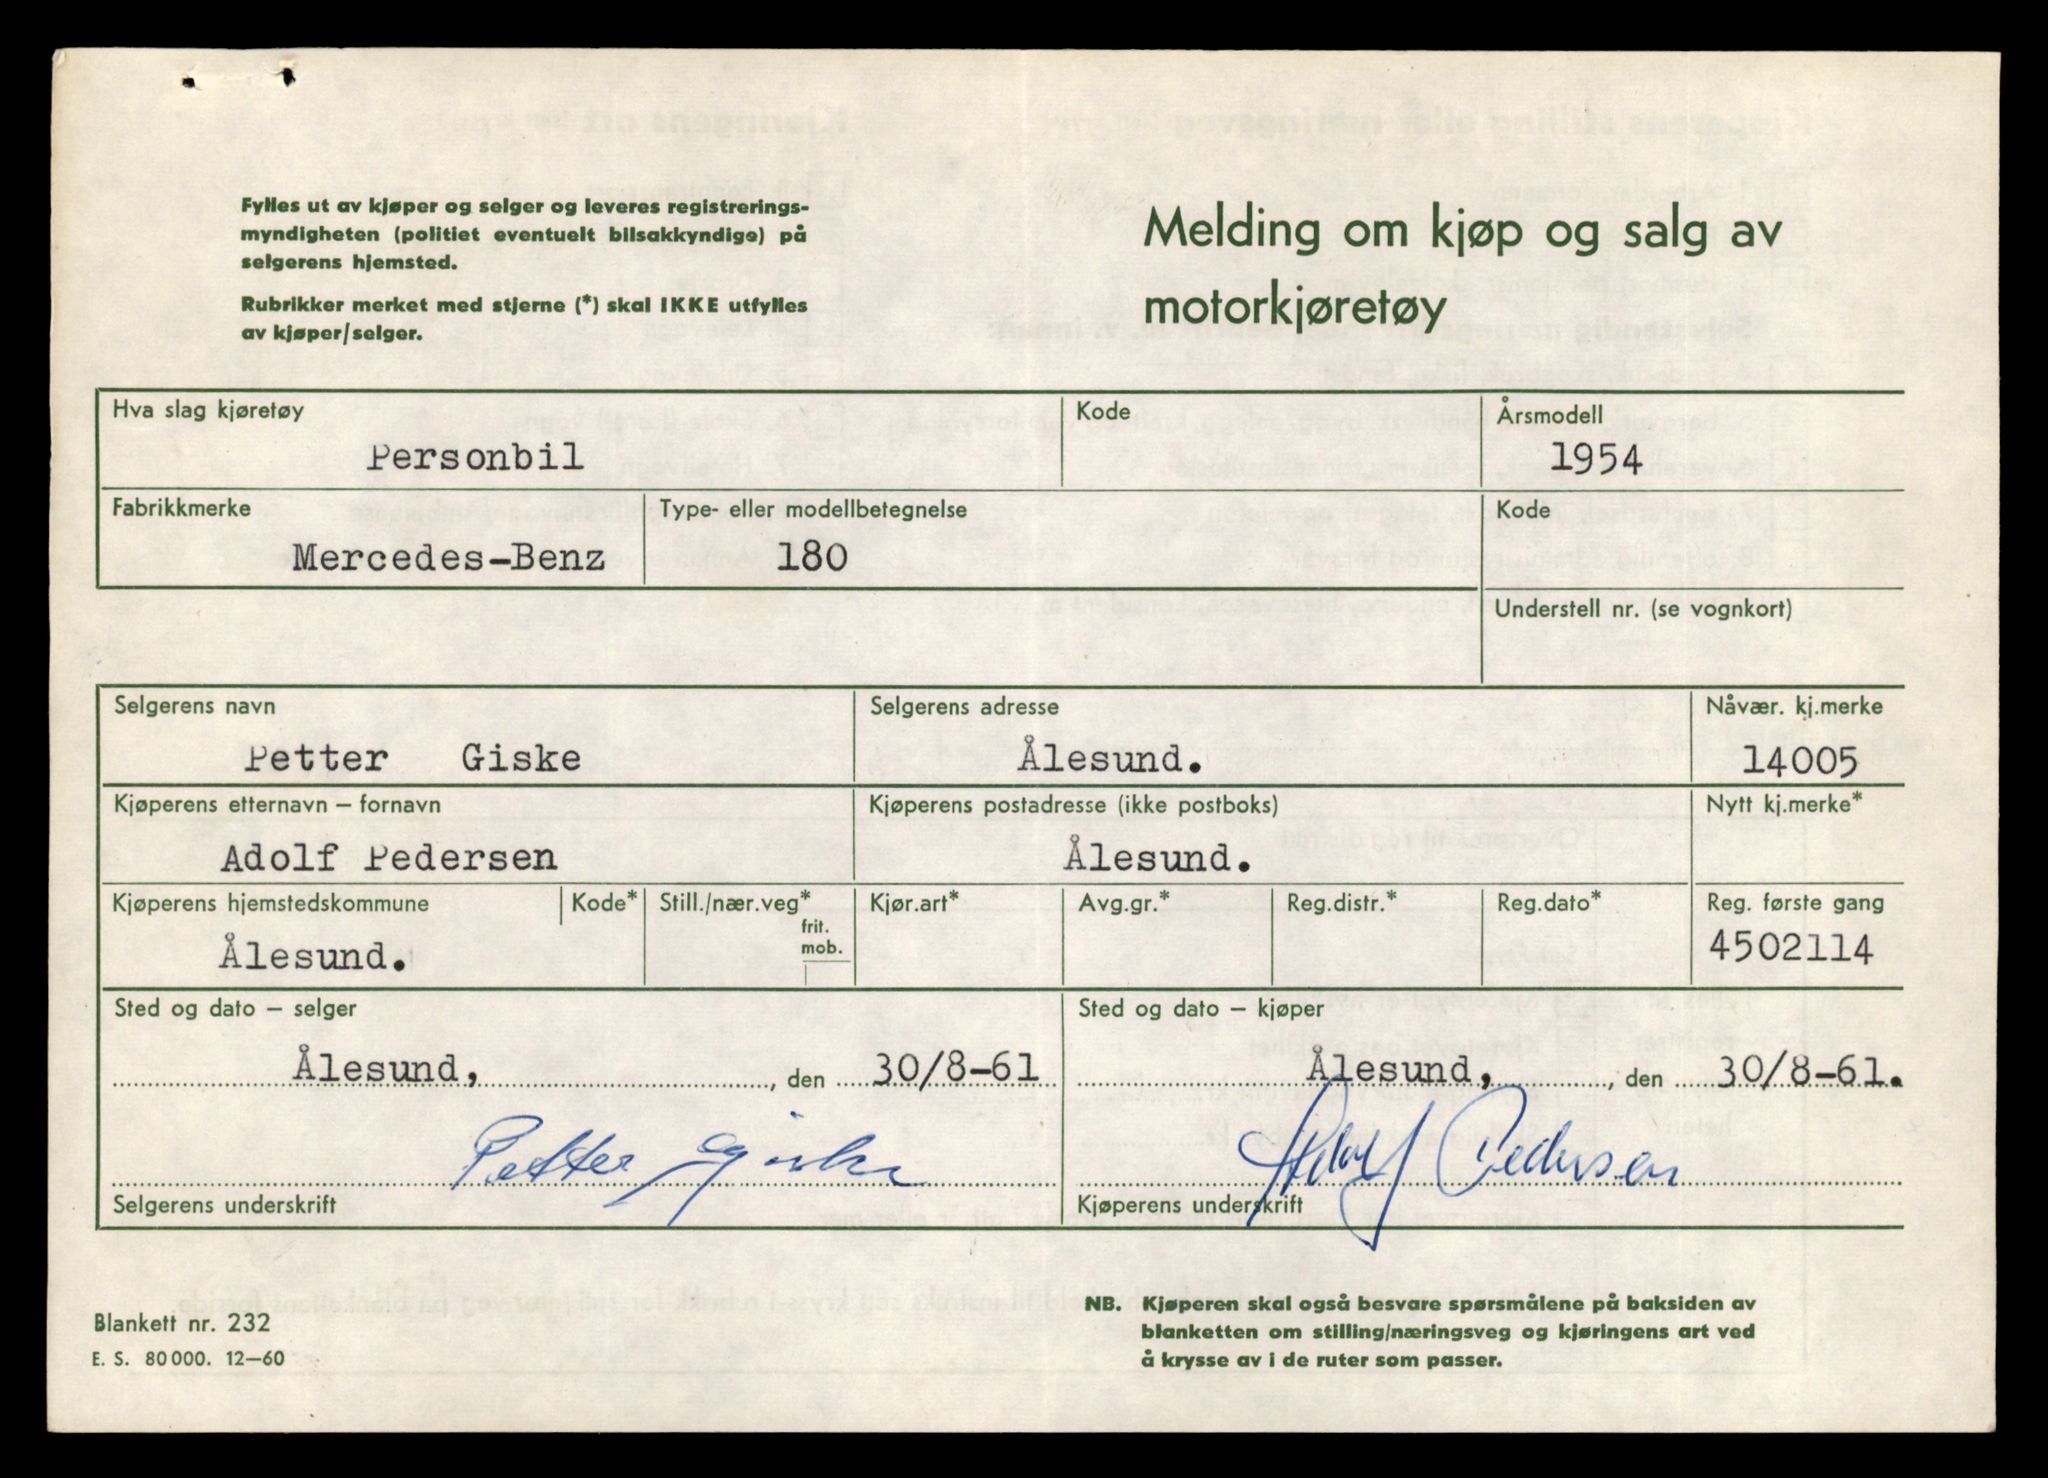 Fylles ut av kjøper og selger og leveres registrerings-
myndigheten (politiet eventuelt bilsakkyndige) på
selgerens hjemsted.
Rubrikker merket med stjerne (*) skal IKKE utfylles
av kjøper/selger.
Melding om kjøp og salg av
motorkjøretøy
Hva slag kjøretøy
Personbil
Kode
Årsmodell
1954
Fabrikkmerke
Mercedes-Benz
Type- eller modellbetegnelse
180
Kode
Understell nr. (se vognkort)
Selgerens navn
Petter Giske
Selgerens adresse
Ålesund.
Nåvær. kj.merke
14005
Kjøperens etternavn – fornavn
Adolf Pedersen
Kjøperens postadresse (ikke postboks)
Ålesund.
Nytt kj.merke*
Kjøperens hjemstedskommune
Ålesund.
Kode*
Still./nær.veg*
frit.
mob.
Kjør.art*
Avg.gr.*
Reg.distr.*
Reg.dato*
Reg. første gang
4502114
Sted og dato – selger
Ålesund, , den 30/8-61
Petter Giske
Selgerens underskrift
Sted og dato – kjøper
Ålesund, , den 30/8-61.
Adolf Pedersen
Kjøperens underskrift
Blankett nr. 232
E. S. 80 000. 12–60
NB. Kjøperen skal også besvare spørsmålene på baksiden av
blanketten om stilling/næringsveg og kjøringens art ved
å krysse av i de ruter som passer.